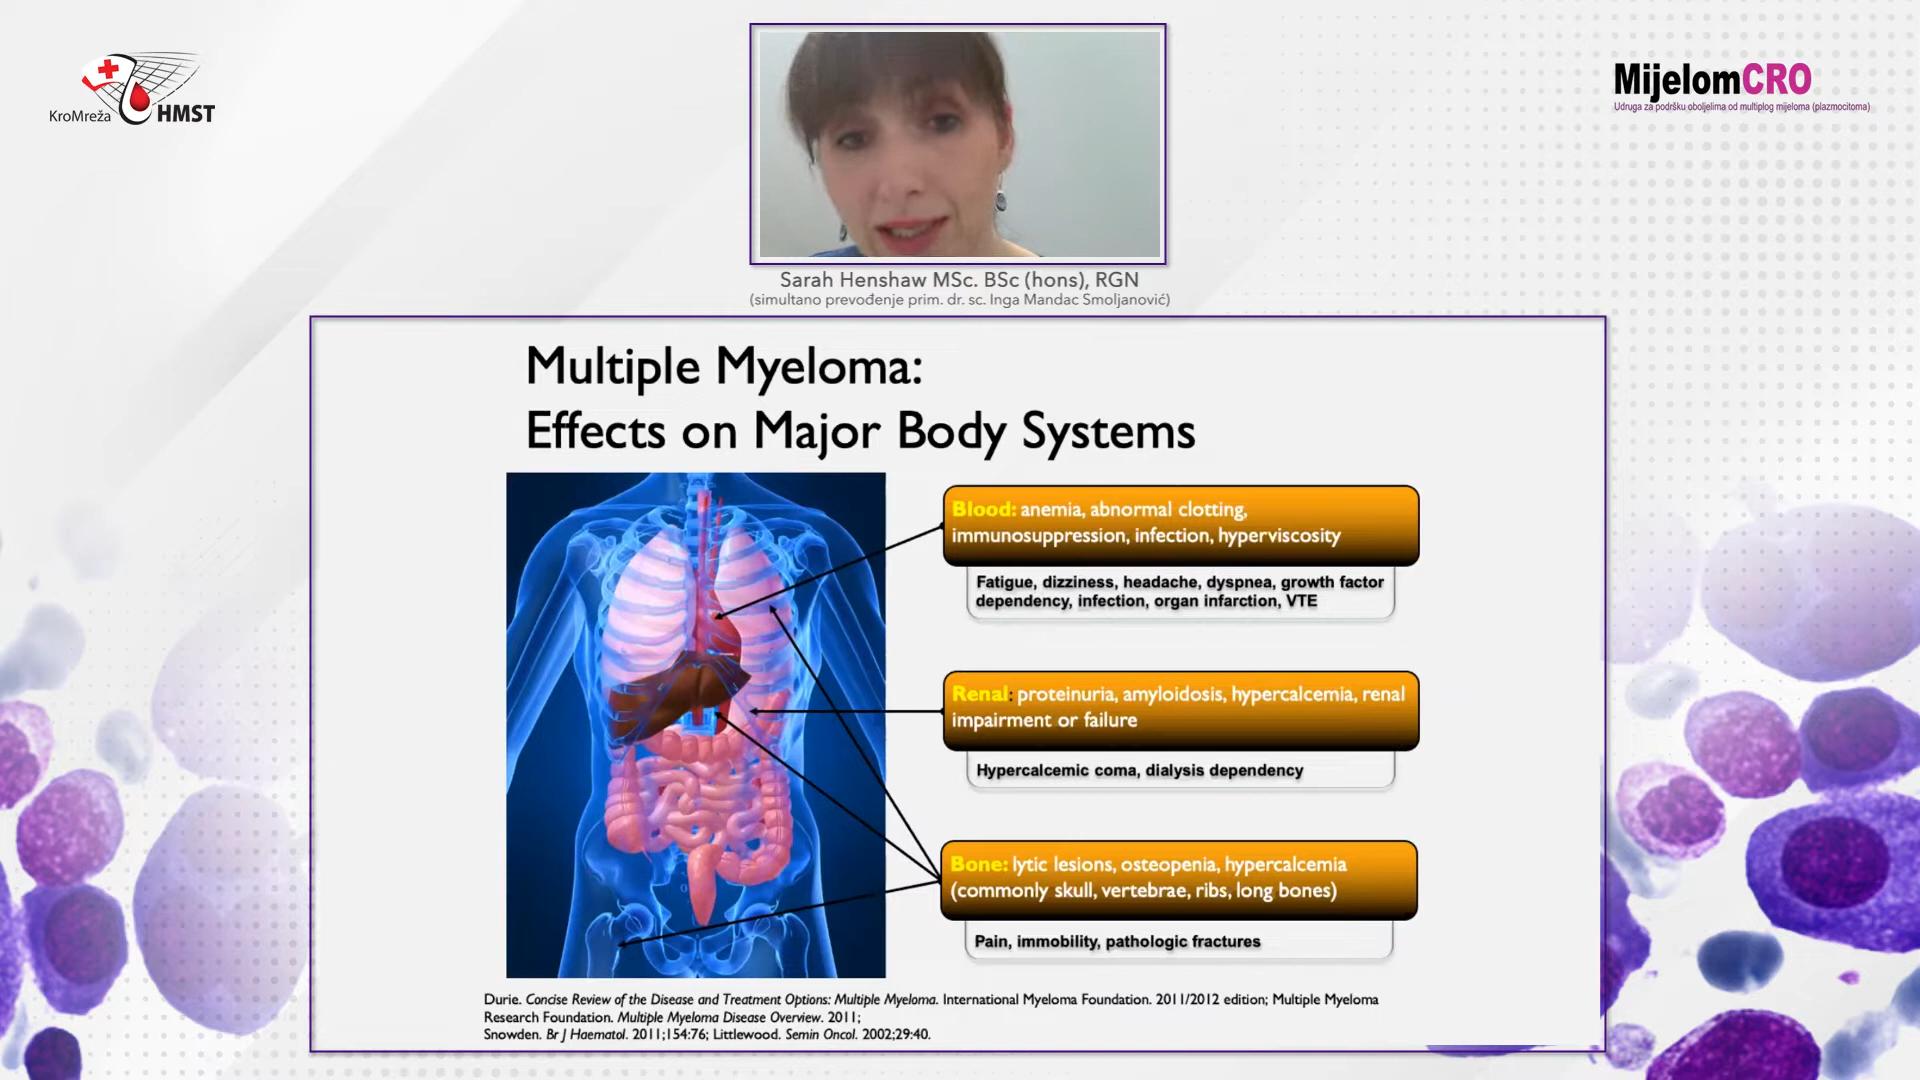 KroMreža HMST
MijelomCRO
Udruga za podršku oboljelima od multiplog mijeloma (plazmocitoma)
Sarah Henshaw MSc. BSc (hons), RGN
(simultano prevođenje prim. dr. sc. Inga Mandac Smoljanović)
Multiple Myeloma:
Effects on Major Body Systems
Blood: anemia, abnormal clotting,
immunosuppression, infection, hyperviscosity
Fatigue, dizziness, headache, dyspnea, growth factor
dependency, infection, organ infarction, VTE
Renal: proteinuria, amyloidosis, hypercalcemia, renal
impairment or failure
Hypercalcemic coma, dialysis dependency
Bone: lytic lesions, osteopenia, hypercalcemia
(commonly skull, vertebrae, ribs, long bones)
Pain, immobility, pathologic fractures
Durie. Concise Review of the Disease and Treatment Options: Multiple Myeloma. International Myeloma Foundation. 2011/2012 edition; Multiple Myeloma
Research Foundation. Multiple Myeloma Disease Overview. 2011;
Snowden. Br J Haematol. 2011;154:76; Littlewood. Semin Oncol. 2002;29:40.